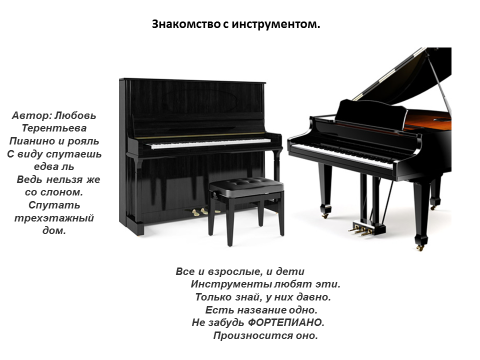 Знакомство с инструментом.
Автор: Любовь
Терентьева
Пианино и рояль
С виду спутаешь
едва ль
Ведь нельзя же
со слоном.
Спутать
трехэтажный
дом.
Все и взрослые, и дети
Инструменты любят эти.
Только знай, у них давно.
Есть название одно.
Не забудь ФОРТЕПИАНО.
Произносится оно.